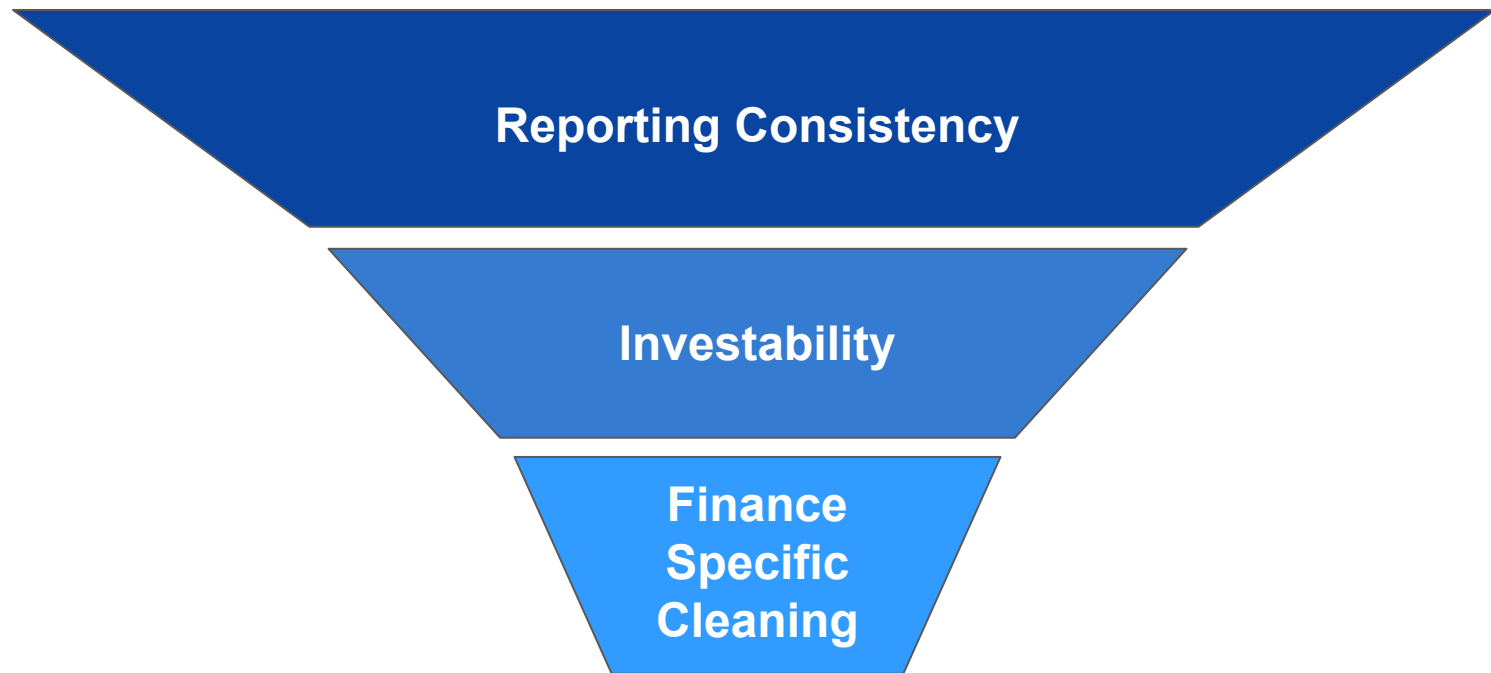 Reporting Consistency
Investability
Finance
Specific
Cleaning